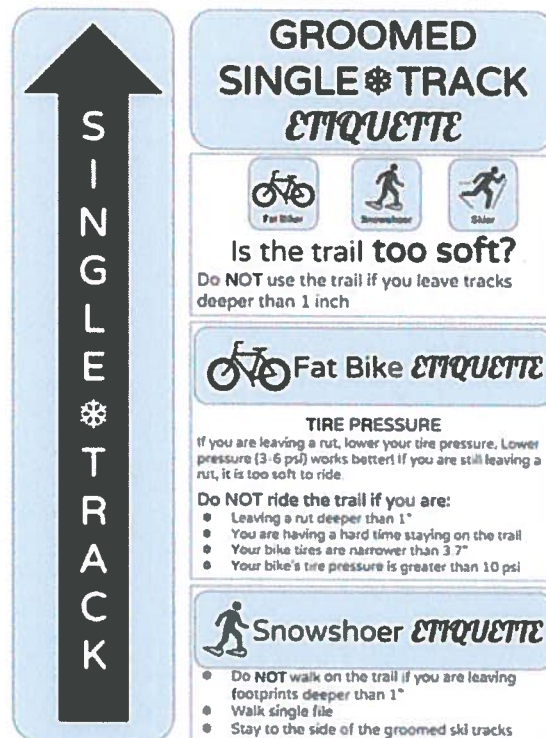 SINGLE❄TRACK
GROOMED
SINGLE❄TRACK
ETIQUETTE
Fat Biker
Snowshoer
Skier
Is the trail too soft?
Do NOT use the trail if you leave tracks
deeper than 1 inch
Fat Bike ETIQUETTE
TIRE PRESSURE
If you are leaving a rut, lower your tire pressure. Lower
pressure (3-6 psi) works better! If you are still leaving a
rut, it is too soft to ride.
Do NOT ride the trail if you are:
● Leaving a rut deeper than 1"
● You are having a hard time staying on the trail
● Your bike tires are narrower than 3.7"
● Your bike's tire pressure is greater than 10 psi
Snowshoer ETIQUETTE
● Do NOT walk on the trail if you are leaving
footprints deeper than 1"
● Walk single file
● Stay to the side of the groomed ski tracks